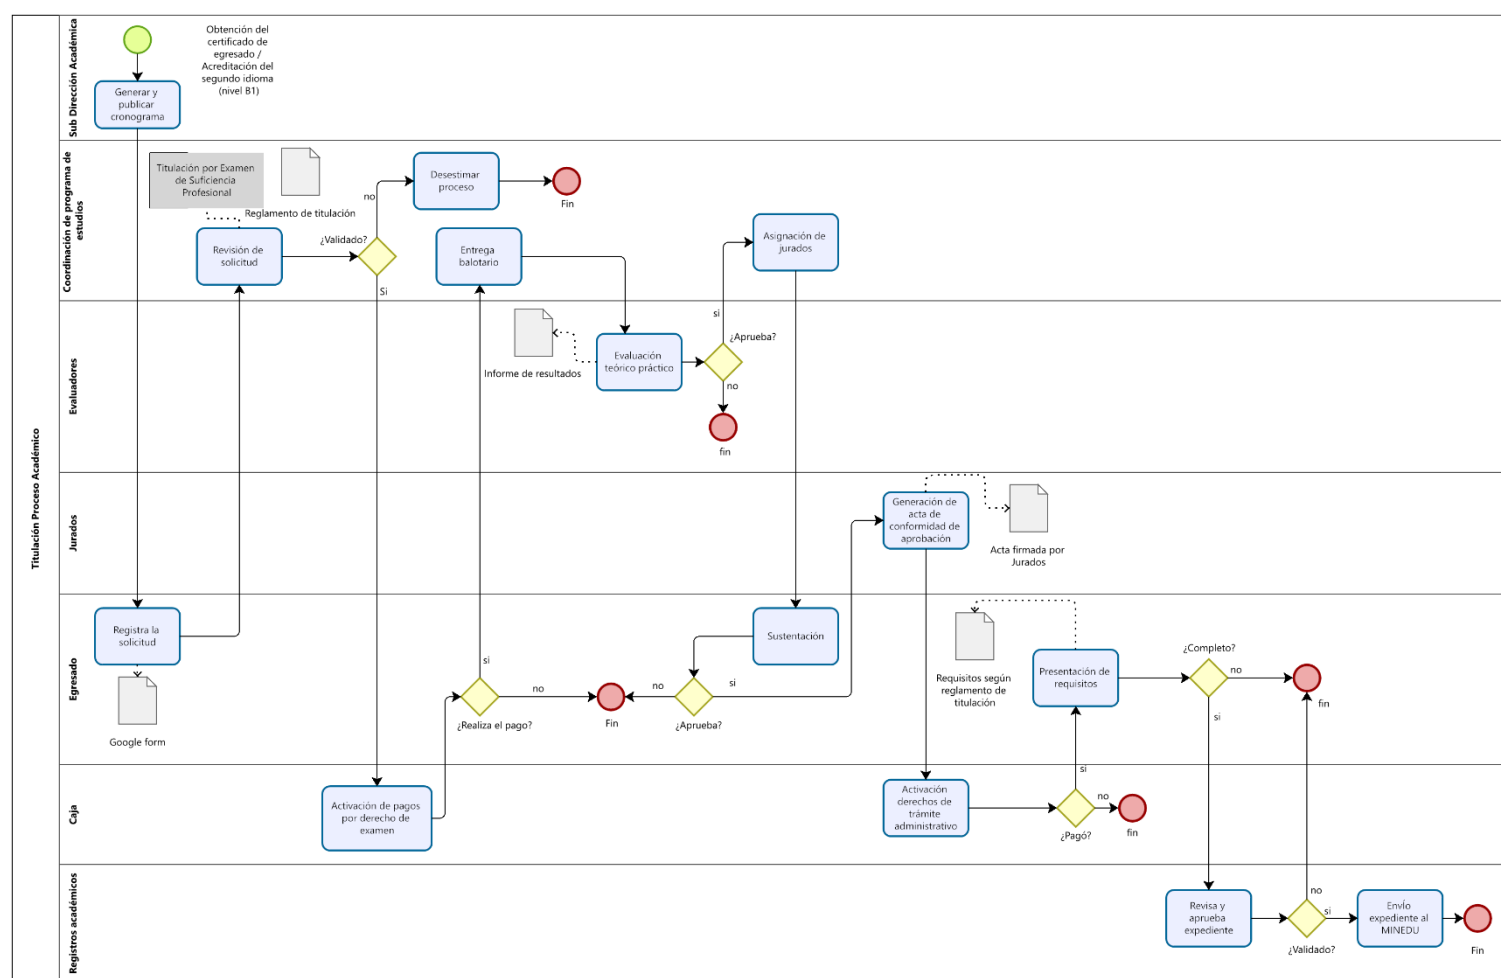 Titulación Proceso Académico
Sub Dirección Académica
Obtención del
certificado de
egresado /
Acreditación del
segundo idioma
(nivel B1)
Generar y
publicar
cronograma
Coordinación de programa de
estudios
Titulación por Examen
de Suficiencia
Profesional
Reglamento de titulación
Revisión de
solicitud
¿Validado?
no
Si
Desestimar
proceso
Fin
Entrega
balotario
Asignación de
jurados
Evaluadores
Informe de resultados
Evaluación
teórico práctico
¿Aprueba?
si
no
fin
Jurados
Generación de
acta de
conformidad de
aprobación
Acta firmada por
Jurados
Egresado
Registra la
solicitud
Google form
si
¿Realiza el pago?
no
Fin
no
¿Aprueba?
si
Sustentación
Requisitos según
reglamento de
titulación
Presentación de
requisitos
¿Completo?
no
si
fin
Caja
Activación de pagos
por derecho de
examen
Activación
derechos de
trámite
administrativo
si
¿Pagó?
no
fin
Registros académicos
Revisa y
aprueba
expediente
no
si
¿Validado?
EnvÍo
expediente al
MINEDU
Fin